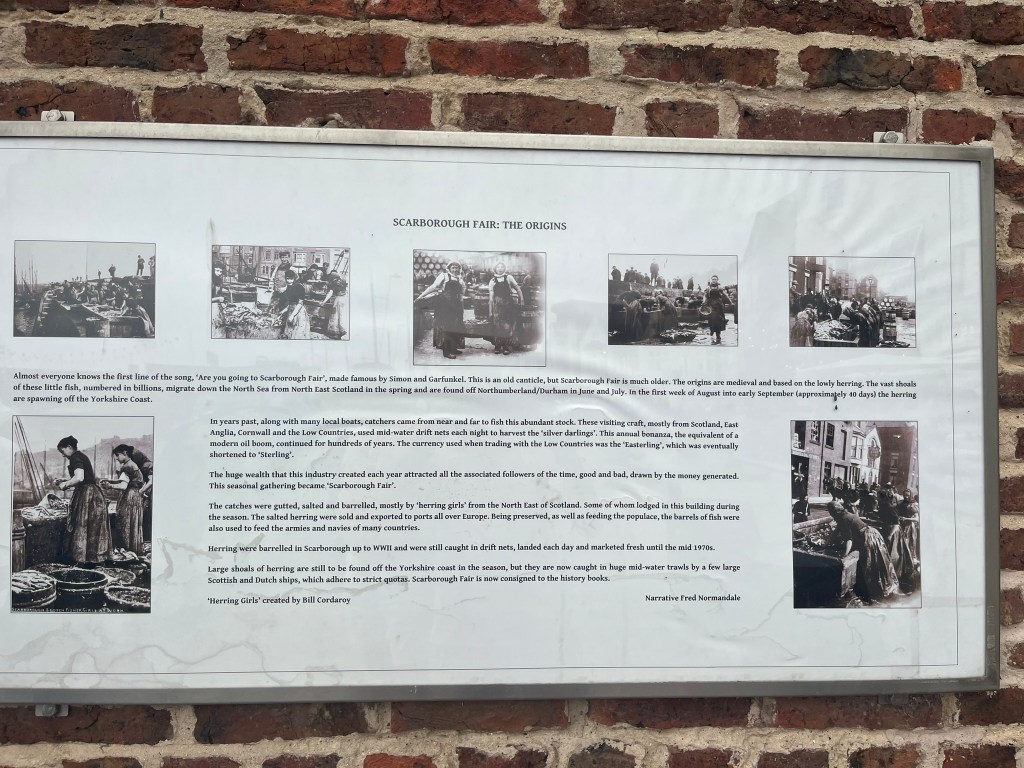 SCARBOROUGH FAIR: THE ORIGINS
Almost everyone knows the first line of the song, 'Are you going to Scarborough Fair', made famous by Simon and Garfunkel. This is an old canticle, but Scarborough Fair is much older. The origins are medieval and based on the lowly herring. The vast shoals
of these little fish, numbered in billions, migrate down the North Sea from North East Scotland in the spring and are found off Northumberland/Durham in June and July. In the first week of August into early September (approximately 40 days) the herring
are spawning off the Yorkshire Coast.
In years past, along with many local boats, catchers came from near and far to fish this abundant stock. These visiting craft, mostly from Scotland, East
Anglia, Cornwall and the Low Countries, used mid-water drift nets each night to harvest the 'silver darlings'. This annual bonanza, the equivalent of a
modern oil boom, continued for hundreds of years. The currency used when trading with the Low Countries was the 'Easterling', which was eventually
shortened to 'Sterling'.
The huge wealth that this industry created each year attracted all the associated followers of the time, good and bad, drawn by the money generated.
This seasonal gathering became 'Scarborough Fair'.
The catches were gutted, salted and barrelled, mostly by 'herring girls' from the North East of Scotland. Some of whom lodged in this building during
the season. The salted herring were sold and exported to ports all over Europe. Being preserved, as well as feeding the populace, the barrels of fish were
also used to feed the armies and navies of many countries.
Herring were barrelled in Scarborough up to WWII and were still caught in drift nets, landed each day and marketed fresh until the mid 1970s.
Large shoals of herring are still to be found off the Yorkshire coast in the season, but they are now caught in huge mid-water trawls by a few large
Scottish and Dutch ships, which adhere to strict quotas. Scarborough Fair is now consigned to the history books.
'Herring Girls' created by Bill Cordaroy
Narrative Fred Normandale